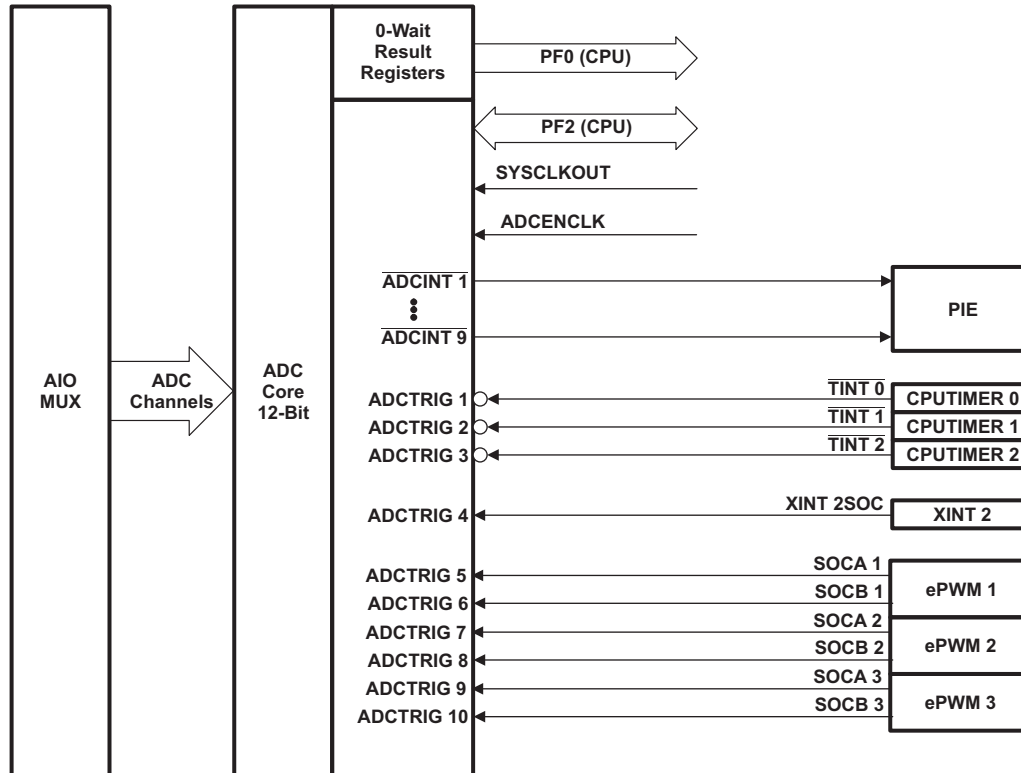 0-Wait
Result
Registers
PF0 (CPU)
PF2 (CPU)
SYSCLKOUT
ADCENCLK
ADCINT 1
ADCINT 9
PIE
AIO
MUX
ADC
Channels
ADC
Core
12-Bit
ADCTRIG 1
TINT 0
CPUTIMER 0
ADCTRIG 2
TINT 1
CPUTIMER 1
ADCTRIG 3
TINT 2
CPUTIMER 2
ADCTRIG 4
XINT 2SOC
XINT 2
ADCTRIG 5
SOCA 1
ADCTRIG 6
SOCB 1
ePWM 1
ADCTRIG 7
SOCA 2
ADCTRIG 8
SOCB 2
ePWM 2
ADCTRIG 9
SOCA 3
ADCTRIG 10
SOCB 3
ePWM 3